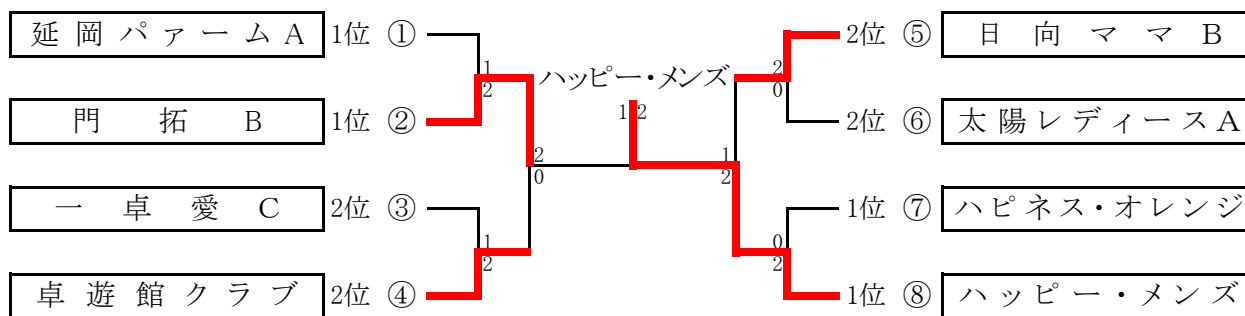 延岡パァームA 1位 ① 2位 ⑤ 日向ママB
1 2 ハッピー・メンズ 2 0
門拓B 1位 ② 1 2 2位 ⑥ 太陽レディースA
2 0 1 2
一卓愛C 2位 ③ 1位 ⑦ ハピネス・オレンジ
1 2 0 2
卓遊館クラブ 2位 ④ 1位 ⑧ ハッピー・メンズ